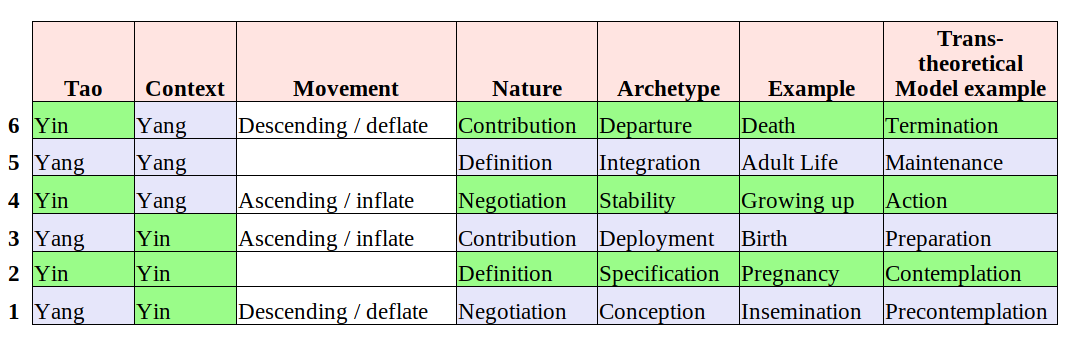 Tao Context Movement Nature Archetype Example Trans-
theoretical
Model example
6 Yin Yang Descending / deflate Contribution Departure Death Termination
5 Yang Yang Definition Integration Adult Life Maintenance
4 Yin Yang Ascending / inflate Negotiation Stability Growing up Action
3 Yang Yin Ascending / inflate Contribution Deployment Birth Preparation
2 Yin Yin Definition Specification Pregnancy Contemplation
1 Yang Yin Descending / deflate Negotiation Conception Insemination Precontemplation